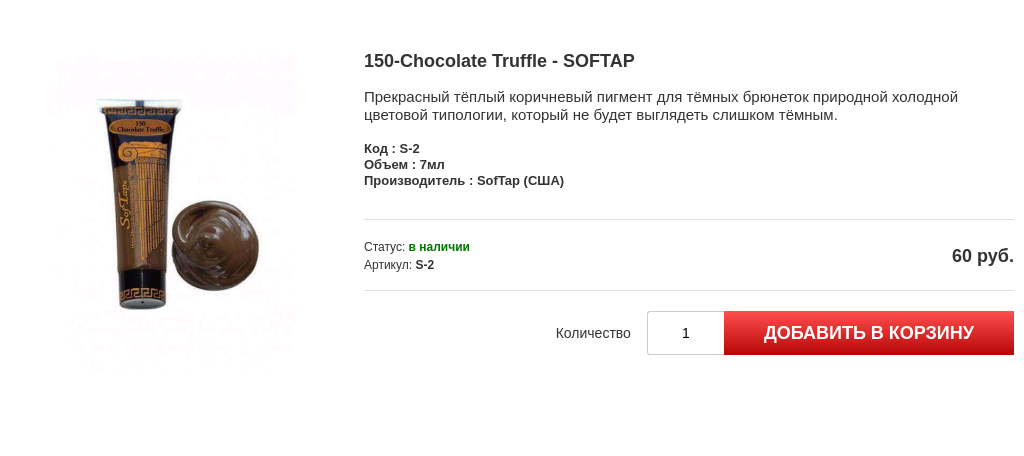 150-Chocolate Truffle - SOFTAP
Прекрасный тёплый коричневый пигмент для тёмных брюнеток природной холодной
цветовой типологии, который не будет выглядеть слишком тёмным.
Код : S-2
Объем : 7мл
Производитель : SofTap (США)
Статус: в наличии
Артикул: S-2
60 руб.
Количество
1
ДОБАВИТЬ В КОРЗИНУ
150
Chocolate Truffle
SofTap